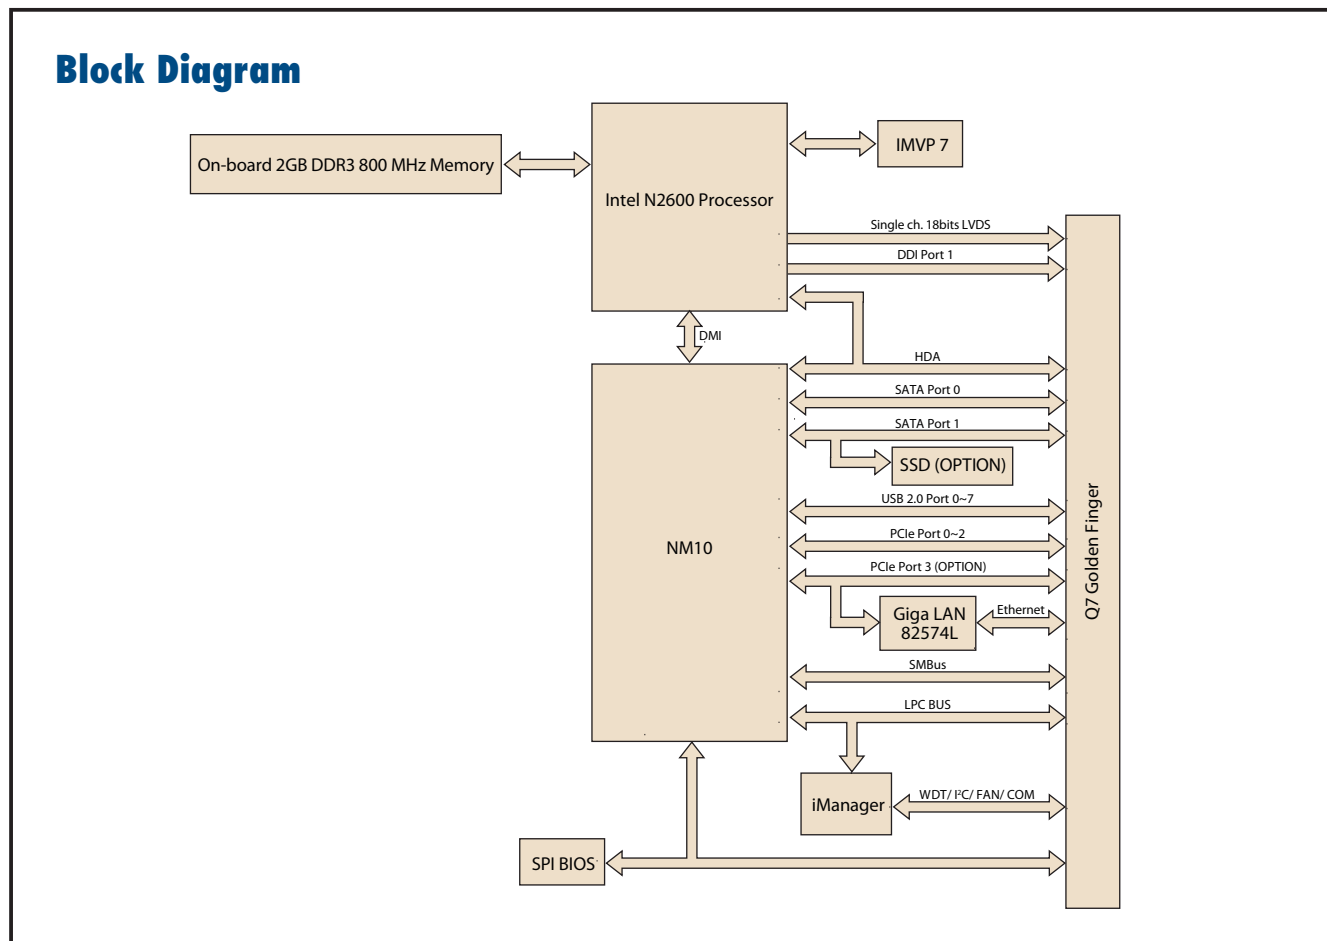 Block Diagram
On-board 2GB DDR3 800 MHz Memory
Intel N2600 Processor
IMVP 7
Single ch. 18bits LVDS
DDI Port 1
DMI
HDA
SATA Port 0
SATA Port 1
SSD (OPTION)
USB 2.0 Port 0~7
NM10
PCIe Port 0~2
PCIe Port 3 (OPTION)
Giga LAN
82574L
Ethernet
Q7 Golden Finger
SMBus
LPC BUS
iManager
WDT/ I²C/ FAN/ COM
SPI BIOS